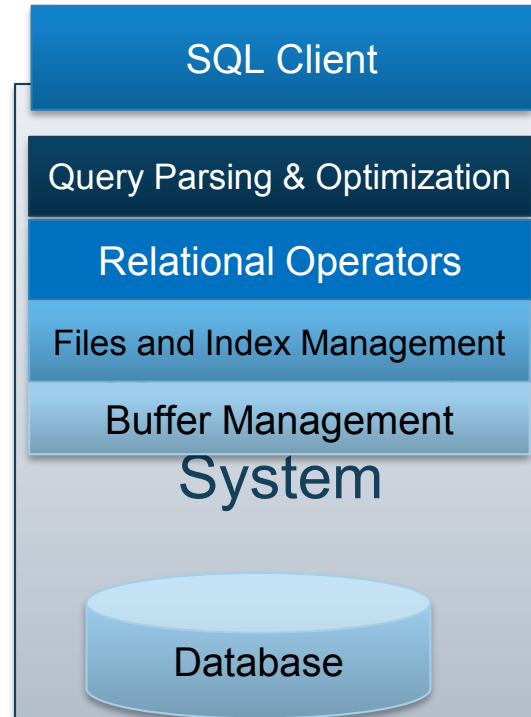 SQL Client
Query Parsing & Optimization
Relational Operators
Files and Index Management
Buffer Management
System
Database